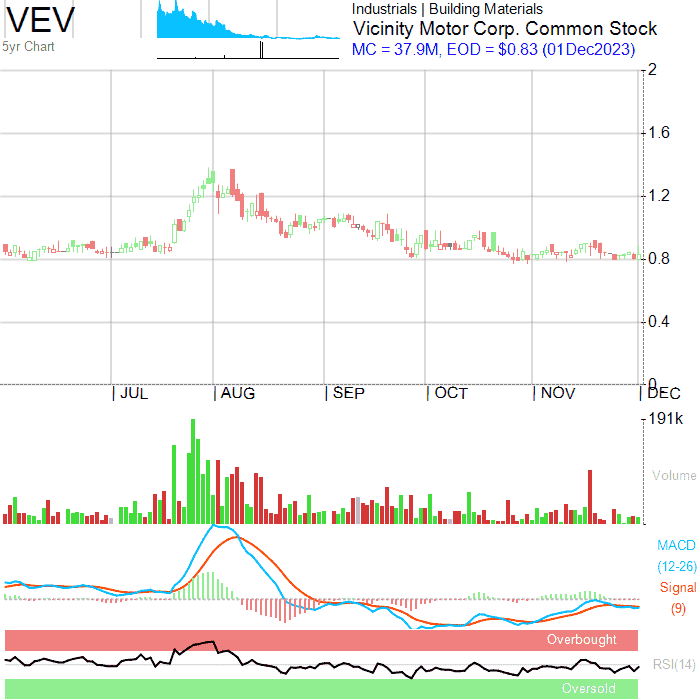 VEV
5yr Chart
Industrials | Building Materials
Vicinity Motor Corp. Common Stock
MC = 37.9M, EOD = $0.83 (01Dec2023)
2
1.6
1.2
0.8
0.4
0
| JUL | AUG | SEP | OCT | NOV | DEC
191k
Volume
MACD
(12-26)
Signal
(9)
Overbought
RSI(14)
Oversold